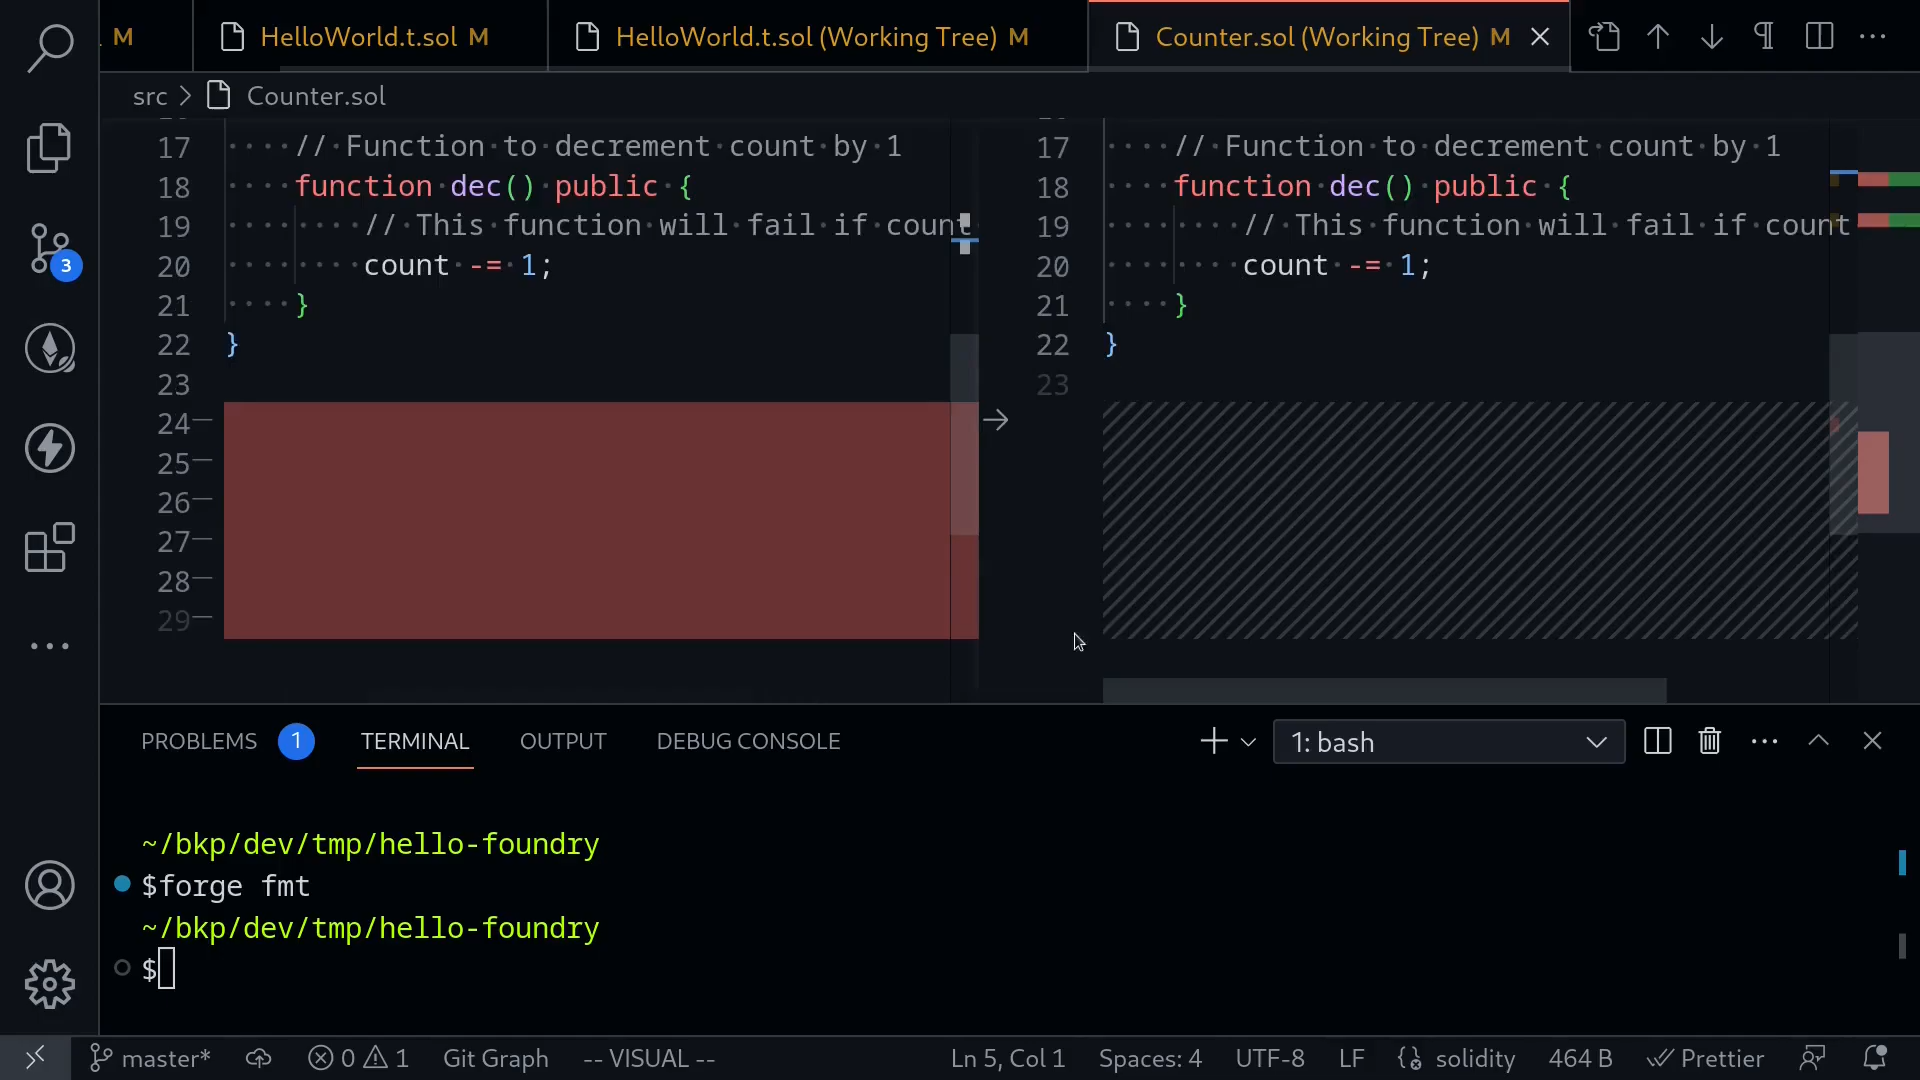 M
HelloWorld.t.sol M
HelloWorld.t.sol (Working Tree) M
Counter.sol (Working Tree) M
src > Counter.sol
17 // Function to decrement count by 1
18 function dec() public {
19 // This function will fail if count
20 count -= 1;
21 }
22 }
23
24
25
26
27
28
29
17 // Function to decrement count by 1
18 function dec() public {
19 // This function will fail if count
20 count -= 1;
21 }
22 }
23
3
PROBLEMS 1 TERMINAL OUTPUT DEBUG CONSOLE
1: bash
~/bkp/dev/tmp/hello-foundry
$forge fmt
~/bkp/dev/tmp/hello-foundry
$
master* 0 1 Git Graph -- VISUAL -- Ln 5, Col 1 Spaces: 4 UTF-8 LF solidity 464 B Prettier